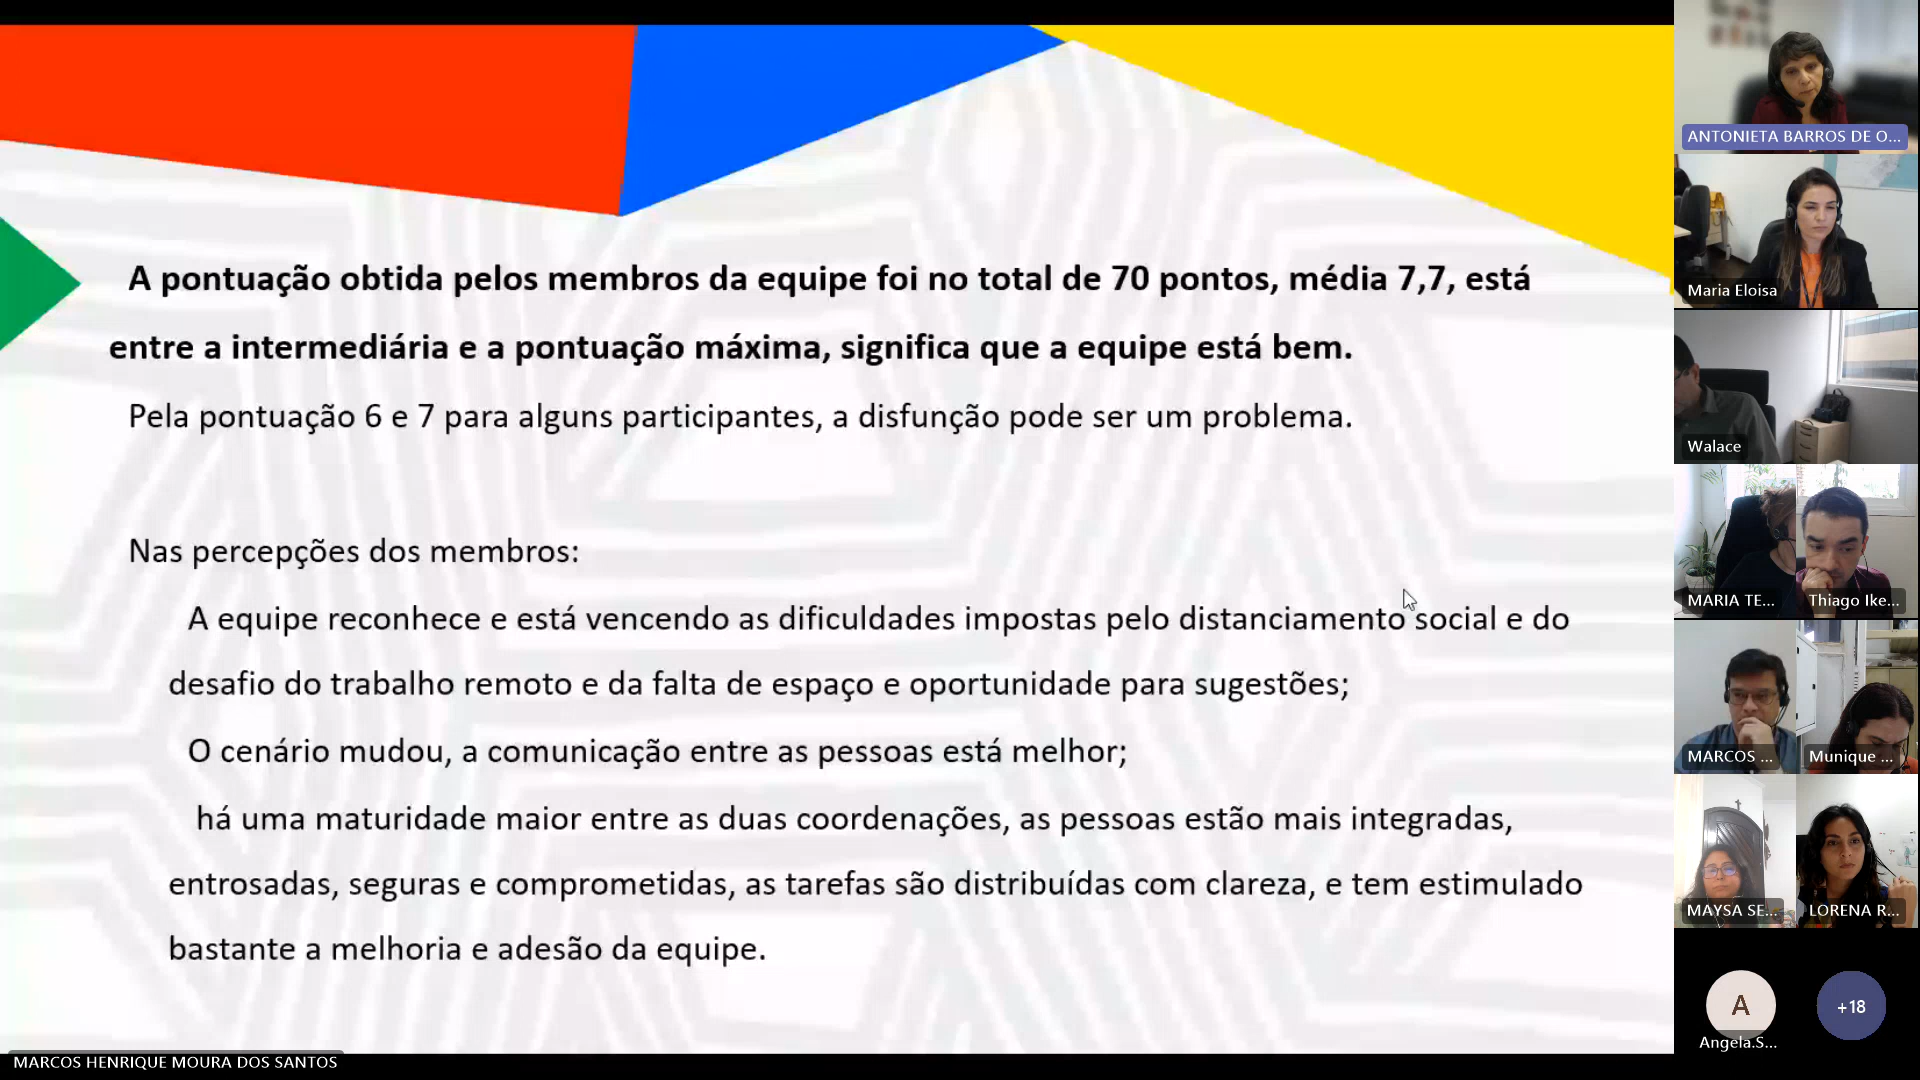 A pontuação obtida pelos membros da equipe foi no total de 70 pontos, média 7,7, está
entre a intermediária e a pontuação máxima, significa que a equipe está bem.
Pela pontuação 6 e 7 para alguns participantes, a disfunção pode ser um problema.
Nas percepções dos membros:
A equipe reconhece e está vencendo as dificuldades impostas pelo distanciamento social e do
desafio do trabalho remoto e da falta de espaço e oportunidade para sugestões;
O cenário mudou, a comunicação entre as pessoas está melhor;
há uma maturidade maior entre as duas coordenações, as pessoas estão mais integradas,
entrosadas, seguras e comprometidas, as tarefas são distribuídas com clareza, e tem estimulado
bastante a melhoria e adesão da equipe.
MARCOS HENRIQUE MOURA DOS SANTOS
ANTONIETA BARROS DE O...
Maria Eloisa
Walace
MARIA TE...
Thiago Ike...
MARCOS ...
Munique ...
MAYSA SE...
LORENA R...
A
+18
Angela.S...